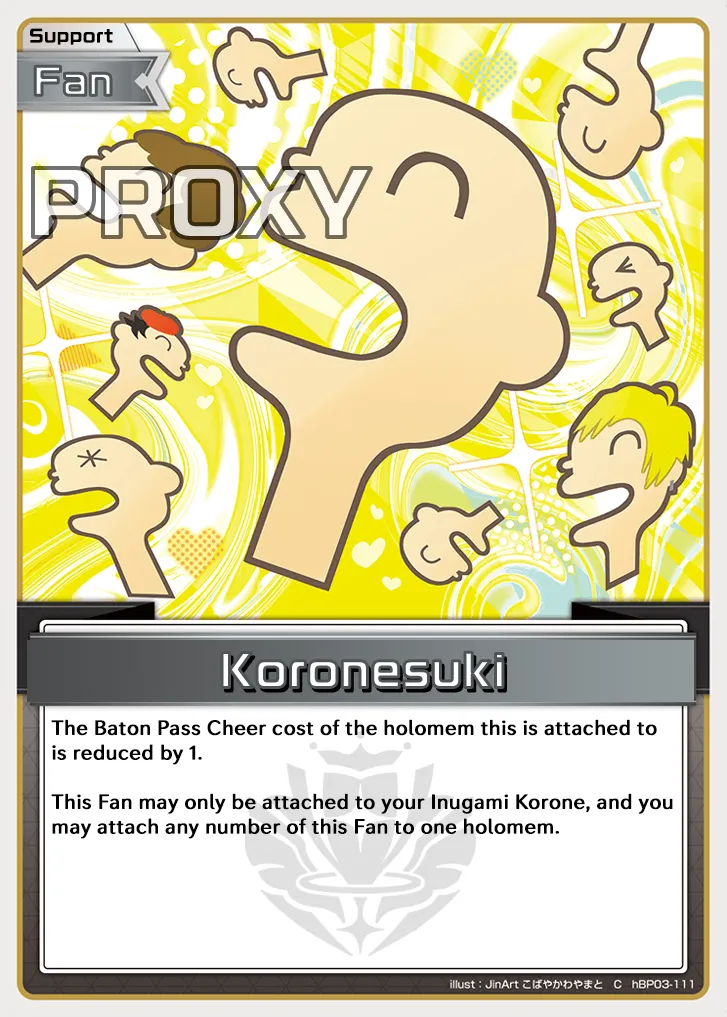 Support
Fan
PROXY
Koronesuki
The Baton Pass Cheer cost of the holomem this is attached to
is reduced by 1.
This Fan may only be attached to your Inugami Korone, and you
may attach any number of this Fan to one holomem.
illust : JinArt こばやかわやまと C hBP03-111